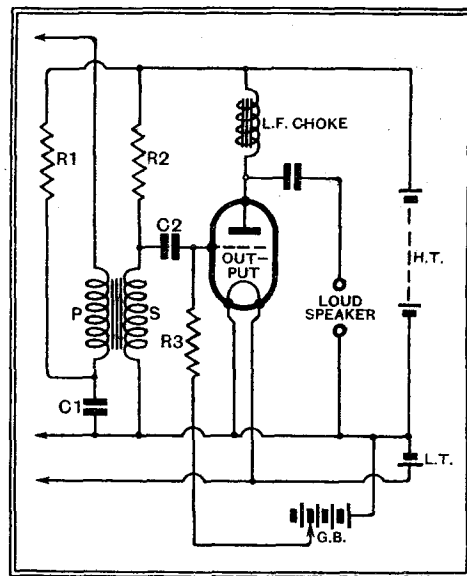 L.F. CHOKE
R1
R2
C2
OUT-
PUT
H.T.
P
S
LOUD
SPEAKER
R3
C1
L.T.
G.B.